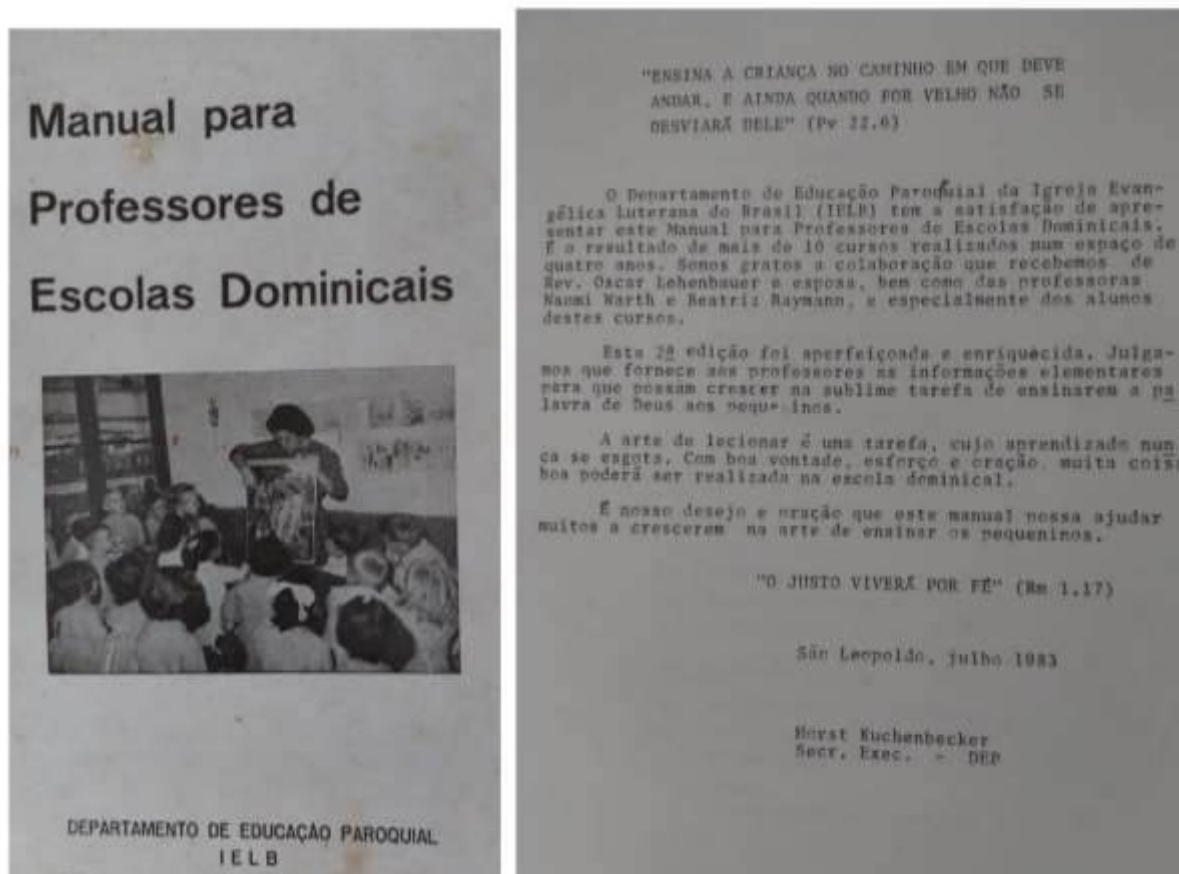 Manual para
Professores de
Escolas Dominicais
DEPARTAMENTO DE EDUCAÇÃO PAROQUIAL
IELB
"ENSINA A CRIANÇA NO CAMINHO EM QUE DEVE
ANDAR, E AINDA QUANDO FOR VELHO NÃO SE
DESVIARÁ DELE" (Pv 22.6)
O Departamento de Educação Paroquial da Igreja Evan-
gélica Luterana do Brasil (IELB) tem a satisfação de apre-
sentar este Manual para Professores de Escolas Dominicais.
É o resultado de mais de 10 cursos realizados num espaço de
quatro anos. Somos gratos a colaboração que recebemos de
Rev. Oscar Lehenbauer e esposa, bem como das professoras
Naomi Warth e Beatriz Raymann, e especialmente dos alunos
destes cursos.
Esta 2ª edição foi aperfeiçoada e enriquecida. Julga-
mos que fornece aos professores as informações elementares
para que possam crescer na sublime tarefa de ensinarem a pa
lavra de Deus aos peque inos.
A arte de lecionar é uma tarefa, cujo aprendizado nun
ca se esgota. Com boa vontade, esforço e oração, muita coisa
boa poderá ser realizada na escola dominical.
É nosso desejo e oração que este manual possa ajudar
muitos a crescerem na arte de ensinar os pequeninos.
"O JUSTO VIVERÁ POR FÉ" (Rm 1.17)
São Leopoldo, julho 1983
Horst Kuchenbecker
Secr. Exec. - DEP